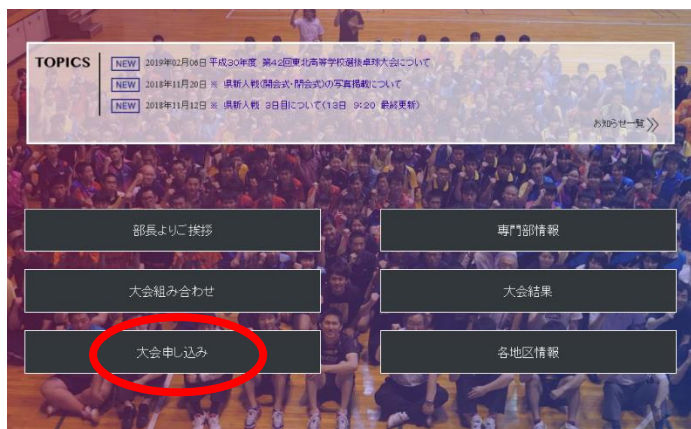 TOPICS
NEW 2019年02月06日 平成30年度 第42回東北高等学校選抜卓球大会について
NEW 2018年11月20日 ※ 県新人戦(開会式・閉会式)の写真掲載について
NEW 2018年11月12日 ※ 県新人戦 3日目について(13日 9:20 最終更新)
お知らせ一覧 》
部長よりご挨拶
専門部情報
大会組み合わせ
大会結果
大会申し込み
各地区情報